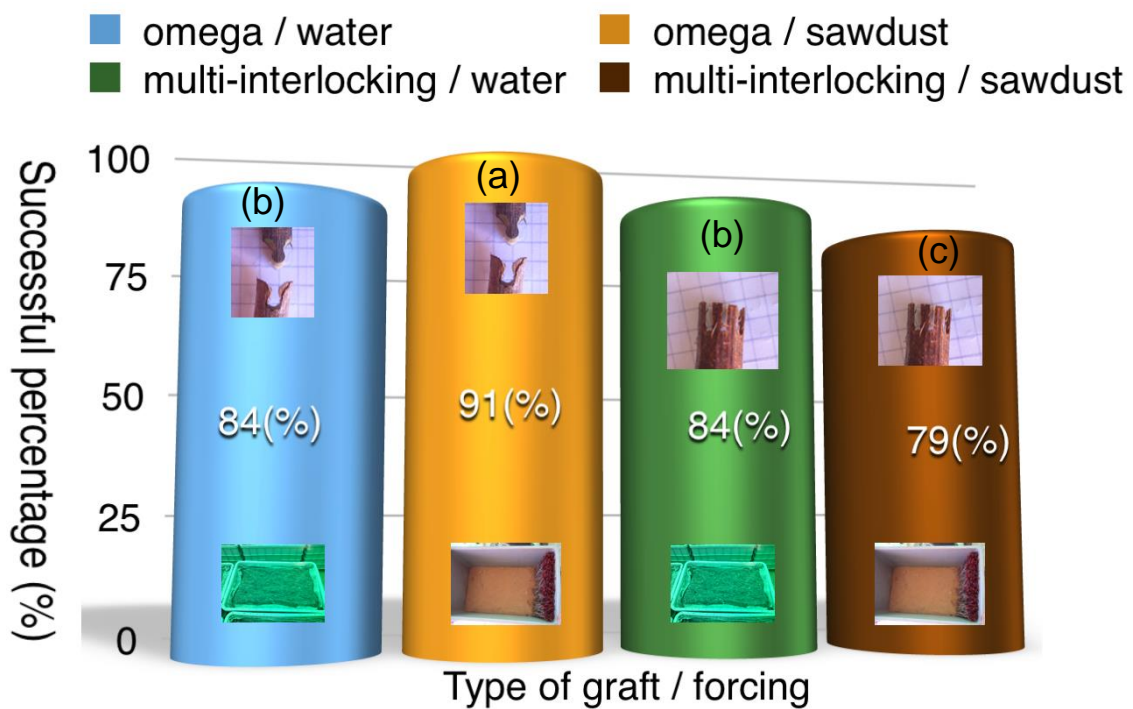 omega / water
omega / sawdust
multi-interlocking / water
multi-interlocking / sawdust
Successful percentage (%)
100
75
50
25
0
(b)
(a)
(b)
(c)
84(%)
91(%)
84(%)
79(%)
Type of graft / forcing